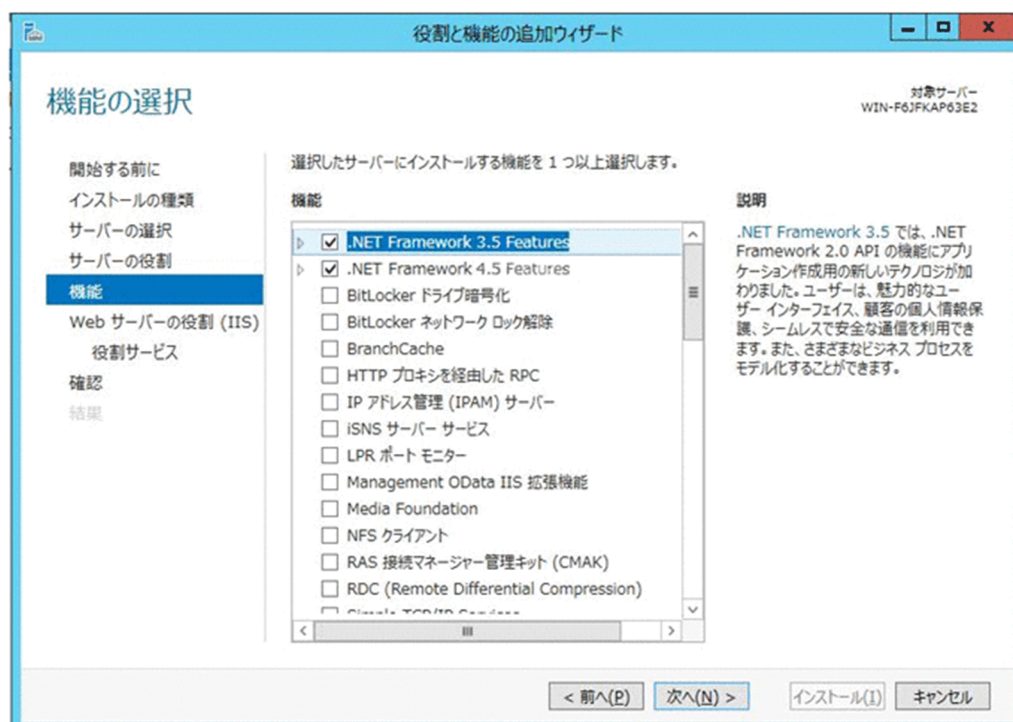 役割と機能の追加ウィザード
機能の選択
対象サーバー
WIN-F6JFKAP63E2
開始する前に
インストールの種類
サーバーの選択
サーバーの役割
機能
Web サーバーの役割 (IIS)
役割サービス
確認
結果
選択したサーバーにインストールする機能を 1 つ以上選択します。
機能
.NET Framework 3.5 Features
.NET Framework 4.5 Features
BitLocker ドライブ暗号化
BitLocker ネットワーク ロック解除
BranchCache
HTTP プロキシを経由した RPC
IP アドレス管理 (IPAM) サーバー
iSNS サーバー サービス
LPR ポート モニター
Management OData IIS 拡張機能
Media Foundation
NFS クライアント
RAS 接続マネージャー管理キット (CMAK)
RDC (Remote Differential Compression)
Simple TCP/IP Services
説明
.NET Framework 3.5 では、.NET
Framework 2.0 API の機能にアプリ
ケーション作成用の新しいテクノロジが加
わりました。ユーザーは、魅力的なユー
ザー インターフェイス、顧客の個人情報保
護、シームレスで安全な通信を利用でき
ます。また、さまざまなビジネス プロセスを
モデル化することができます。
< 前へ(P)
次へ(N) >
インストール(I)
キャンセル